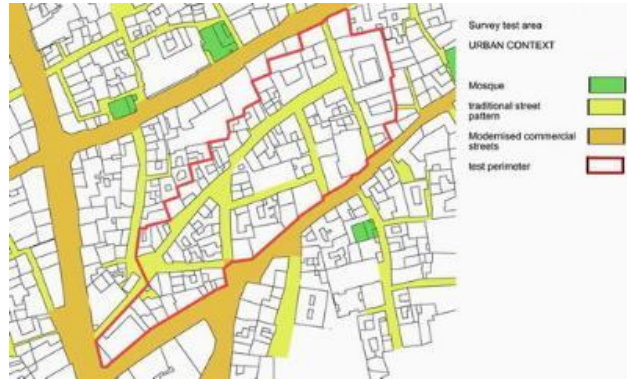 Survey test area
URBAN CONTEXT
Mosque
traditional street
pattern
Modernised commercial
streets
test perimeter